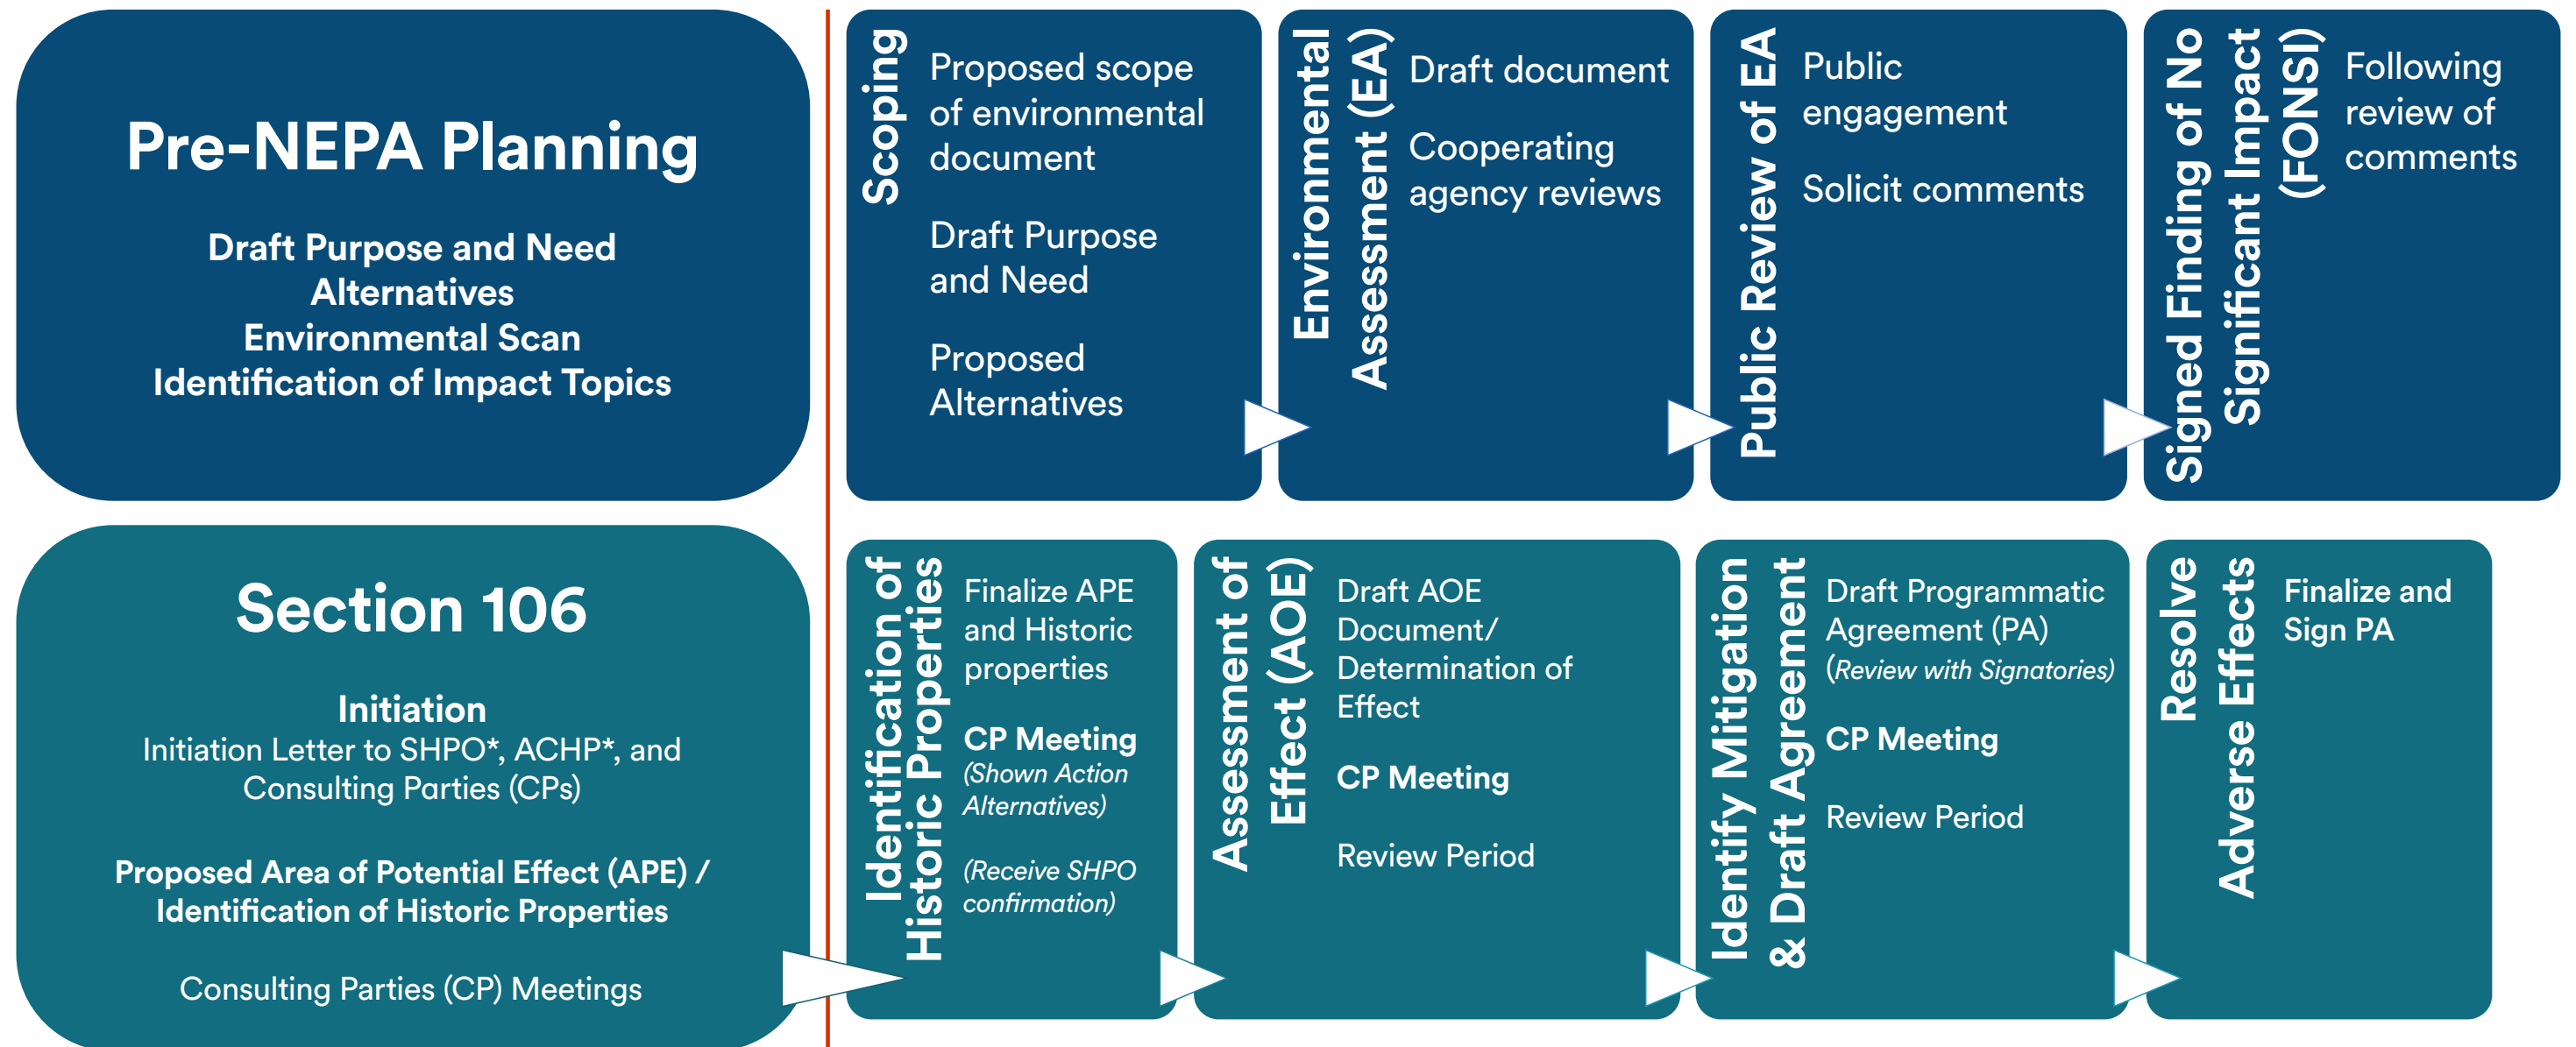 Pre-NEPA Planning
Draft Purpose and Need
Alternatives
Environmental Scan
Identification of Impact Topics
Scoping
Proposed scope
of environmental
document
Draft Purpose
and Need
Proposed
Alternatives
Environmental
Assessment (EA)
Draft document
Cooperating
agency reviews
Public Review of EA
Public
engagement
Solicit comments
Signed Finding of No
Significant Impact
(FONSI)
Following
review of
comments
Section 106
Initiation
Initiation Letter to SHPO*, ACHP*, and
Consulting Parties (CPs)
Proposed Area of Potential Effect (APE) /
Identification of Historic Properties
Consulting Parties (CP) Meetings
Identification of
Historic Properties
Finalize APE
and Historic
properties
CP Meeting
(Shown Action
Alternatives)
(Receive SHPO
confirmation)
Assessment of
Effect (AOE)
Draft AOE
Document/
Determination of
Effect
CP Meeting
Review Period
Identify Mitigation
& Draft Agreement
Draft Programmatic
Agreement (PA)
(Review with Signatories)
CP Meeting
Review Period
Resolve
Adverse Effects
Finalize and
Sign PA